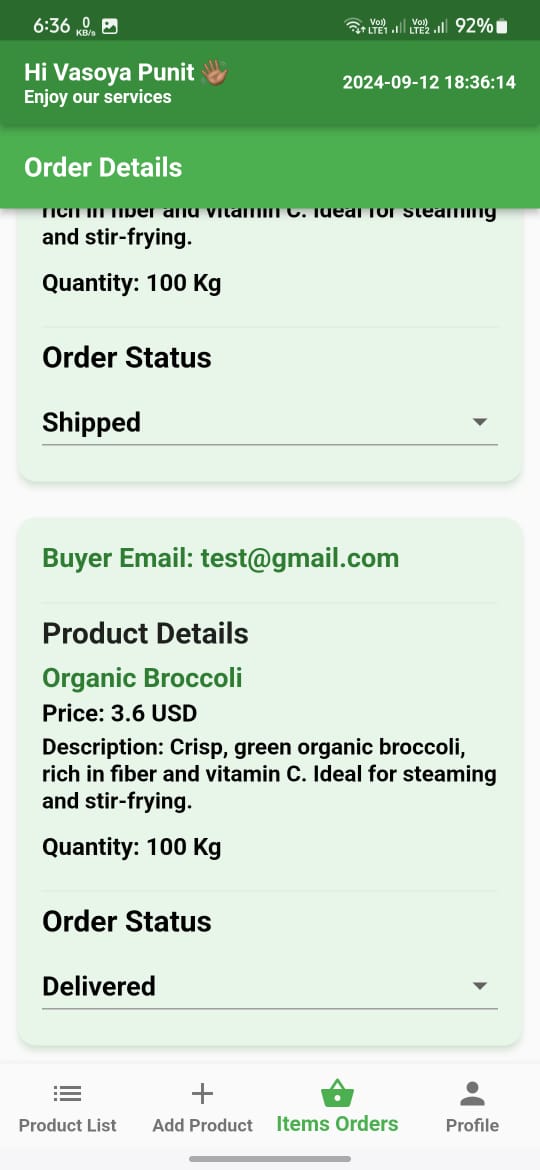 6:36 0 KB/s Vo)) LTE1 Vo)) LTE2 92%
Hi Vasoya Punit 👋🏽
Enjoy our services
2024-09-12 18:36:14
Order Details
rich in fiber and vitamin C. Ideal for steaming
and stir-frying.
Quantity: 100 Kg
Order Status
Shipped
Buyer Email: test@gmail.com
Product Details
Organic Broccoli
Price: 3.6 USD
Description: Crisp, green organic broccoli,
rich in fiber and vitamin C. Ideal for steaming
and stir-frying.
Quantity: 100 Kg
Order Status
Delivered
Product List
Add Product
Items Orders
Profile